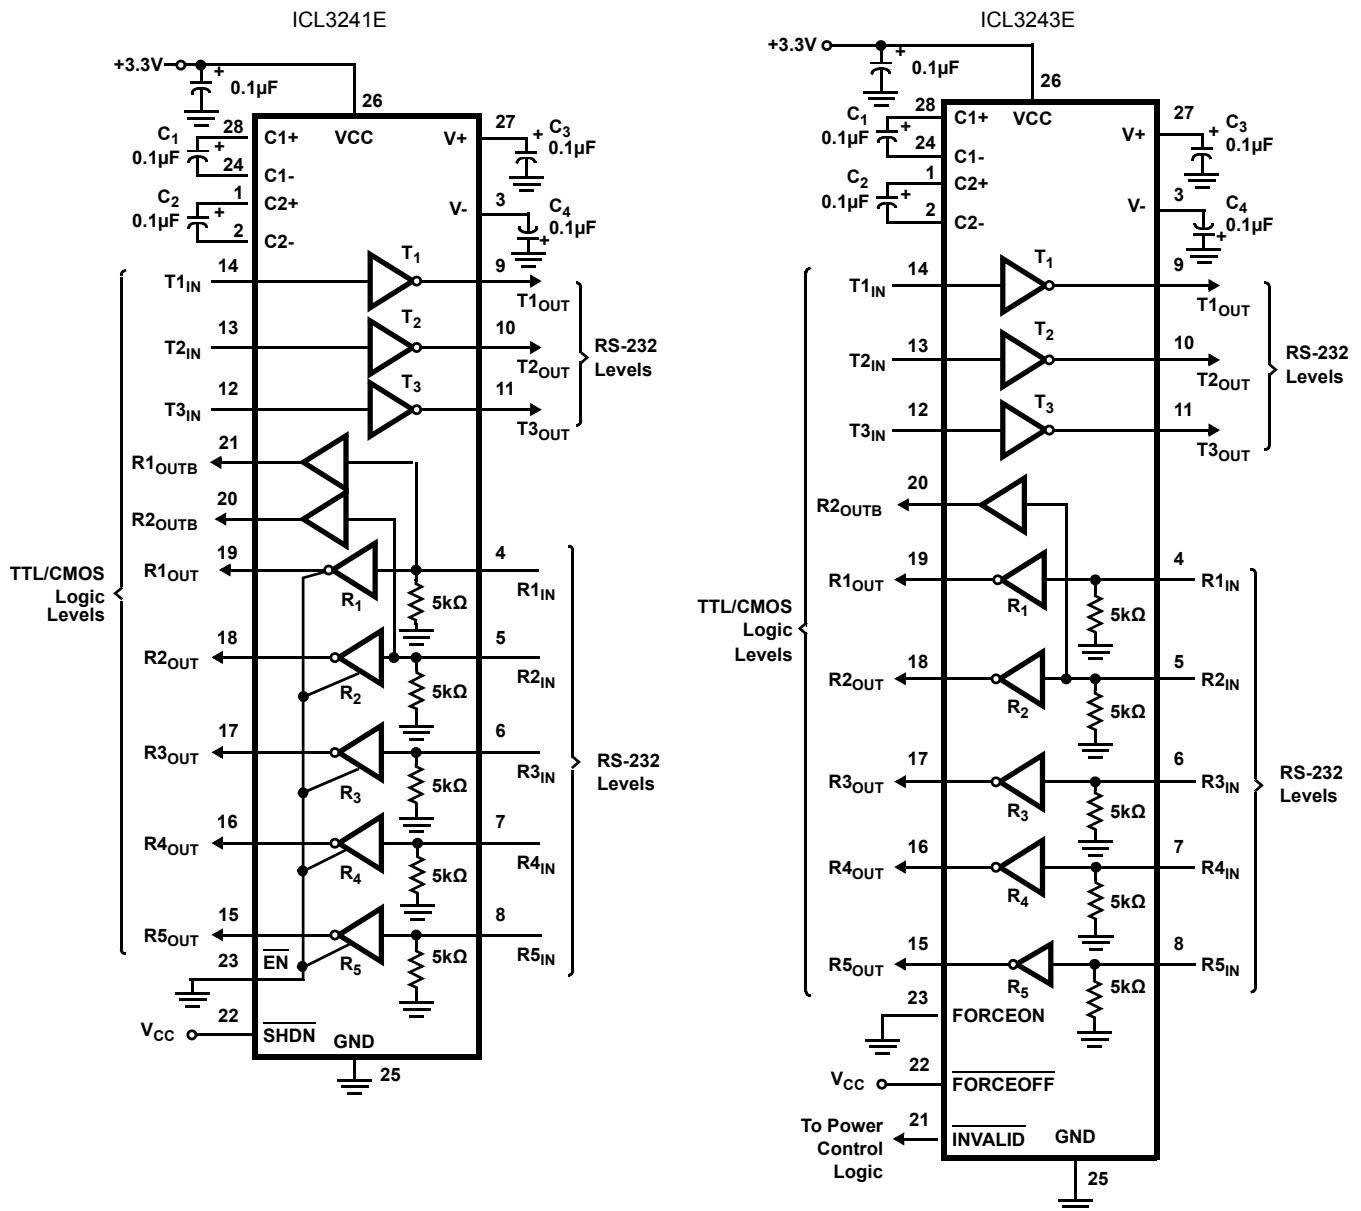 ICL3241E
+3.3V
+
0.1µF
26
C1
0.1µF
+
28
C1+
VCC
V+
27
+
C3
0.1µF
24
C1-
C2
0.1µF
+
1
C2+
V-
3
C4
0.1µF
+
2
C2-
T1IN
14
T1
9
T1OUT
T2IN
13
T2
10
T2OUT
RS-232
Levels
T3IN
12
T3
11
T3OUT
R1OUTB
21
R2OUTB
20
TTL/CMOS
Logic
Levels
R1OUT
19
R1
5kΩ
4
R1IN
R2OUT
18
R2
5kΩ
5
R2IN
R3OUT
17
R3
5kΩ
6
R3IN
RS-232
Levels
R4OUT
16
R4
5kΩ
7
R4IN
R5OUT
15
R5
5kΩ
8
R5IN
23
EN
VCC
22
SHDN
GND
25
ICL3243E
+3.3V
+
0.1µF
26
C1
0.1µF
+
28
C1+
VCC
V+
27
+
C3
0.1µF
24
C1-
C2
0.1µF
+
1
C2+
V-
3
C4
0.1µF
+
2
C2-
T1IN
14
T1
9
T1OUT
T2IN
13
T2
10
T2OUT
RS-232
Levels
T3IN
12
T3
11
T3OUT
R2OUTB
20
TTL/CMOS
Logic
Levels
R1OUT
19
R1
5kΩ
4
R1IN
R2OUT
18
R2
5kΩ
5
R2IN
R3OUT
17
R3
5kΩ
6
R3IN
RS-232
Levels
R4OUT
16
R4
5kΩ
7
R4IN
R5OUT
15
R5
5kΩ
8
R5IN
23
FORCEON
VCC
22
FORCEOFF
To Power
Control
Logic
21
INVALID
GND
25